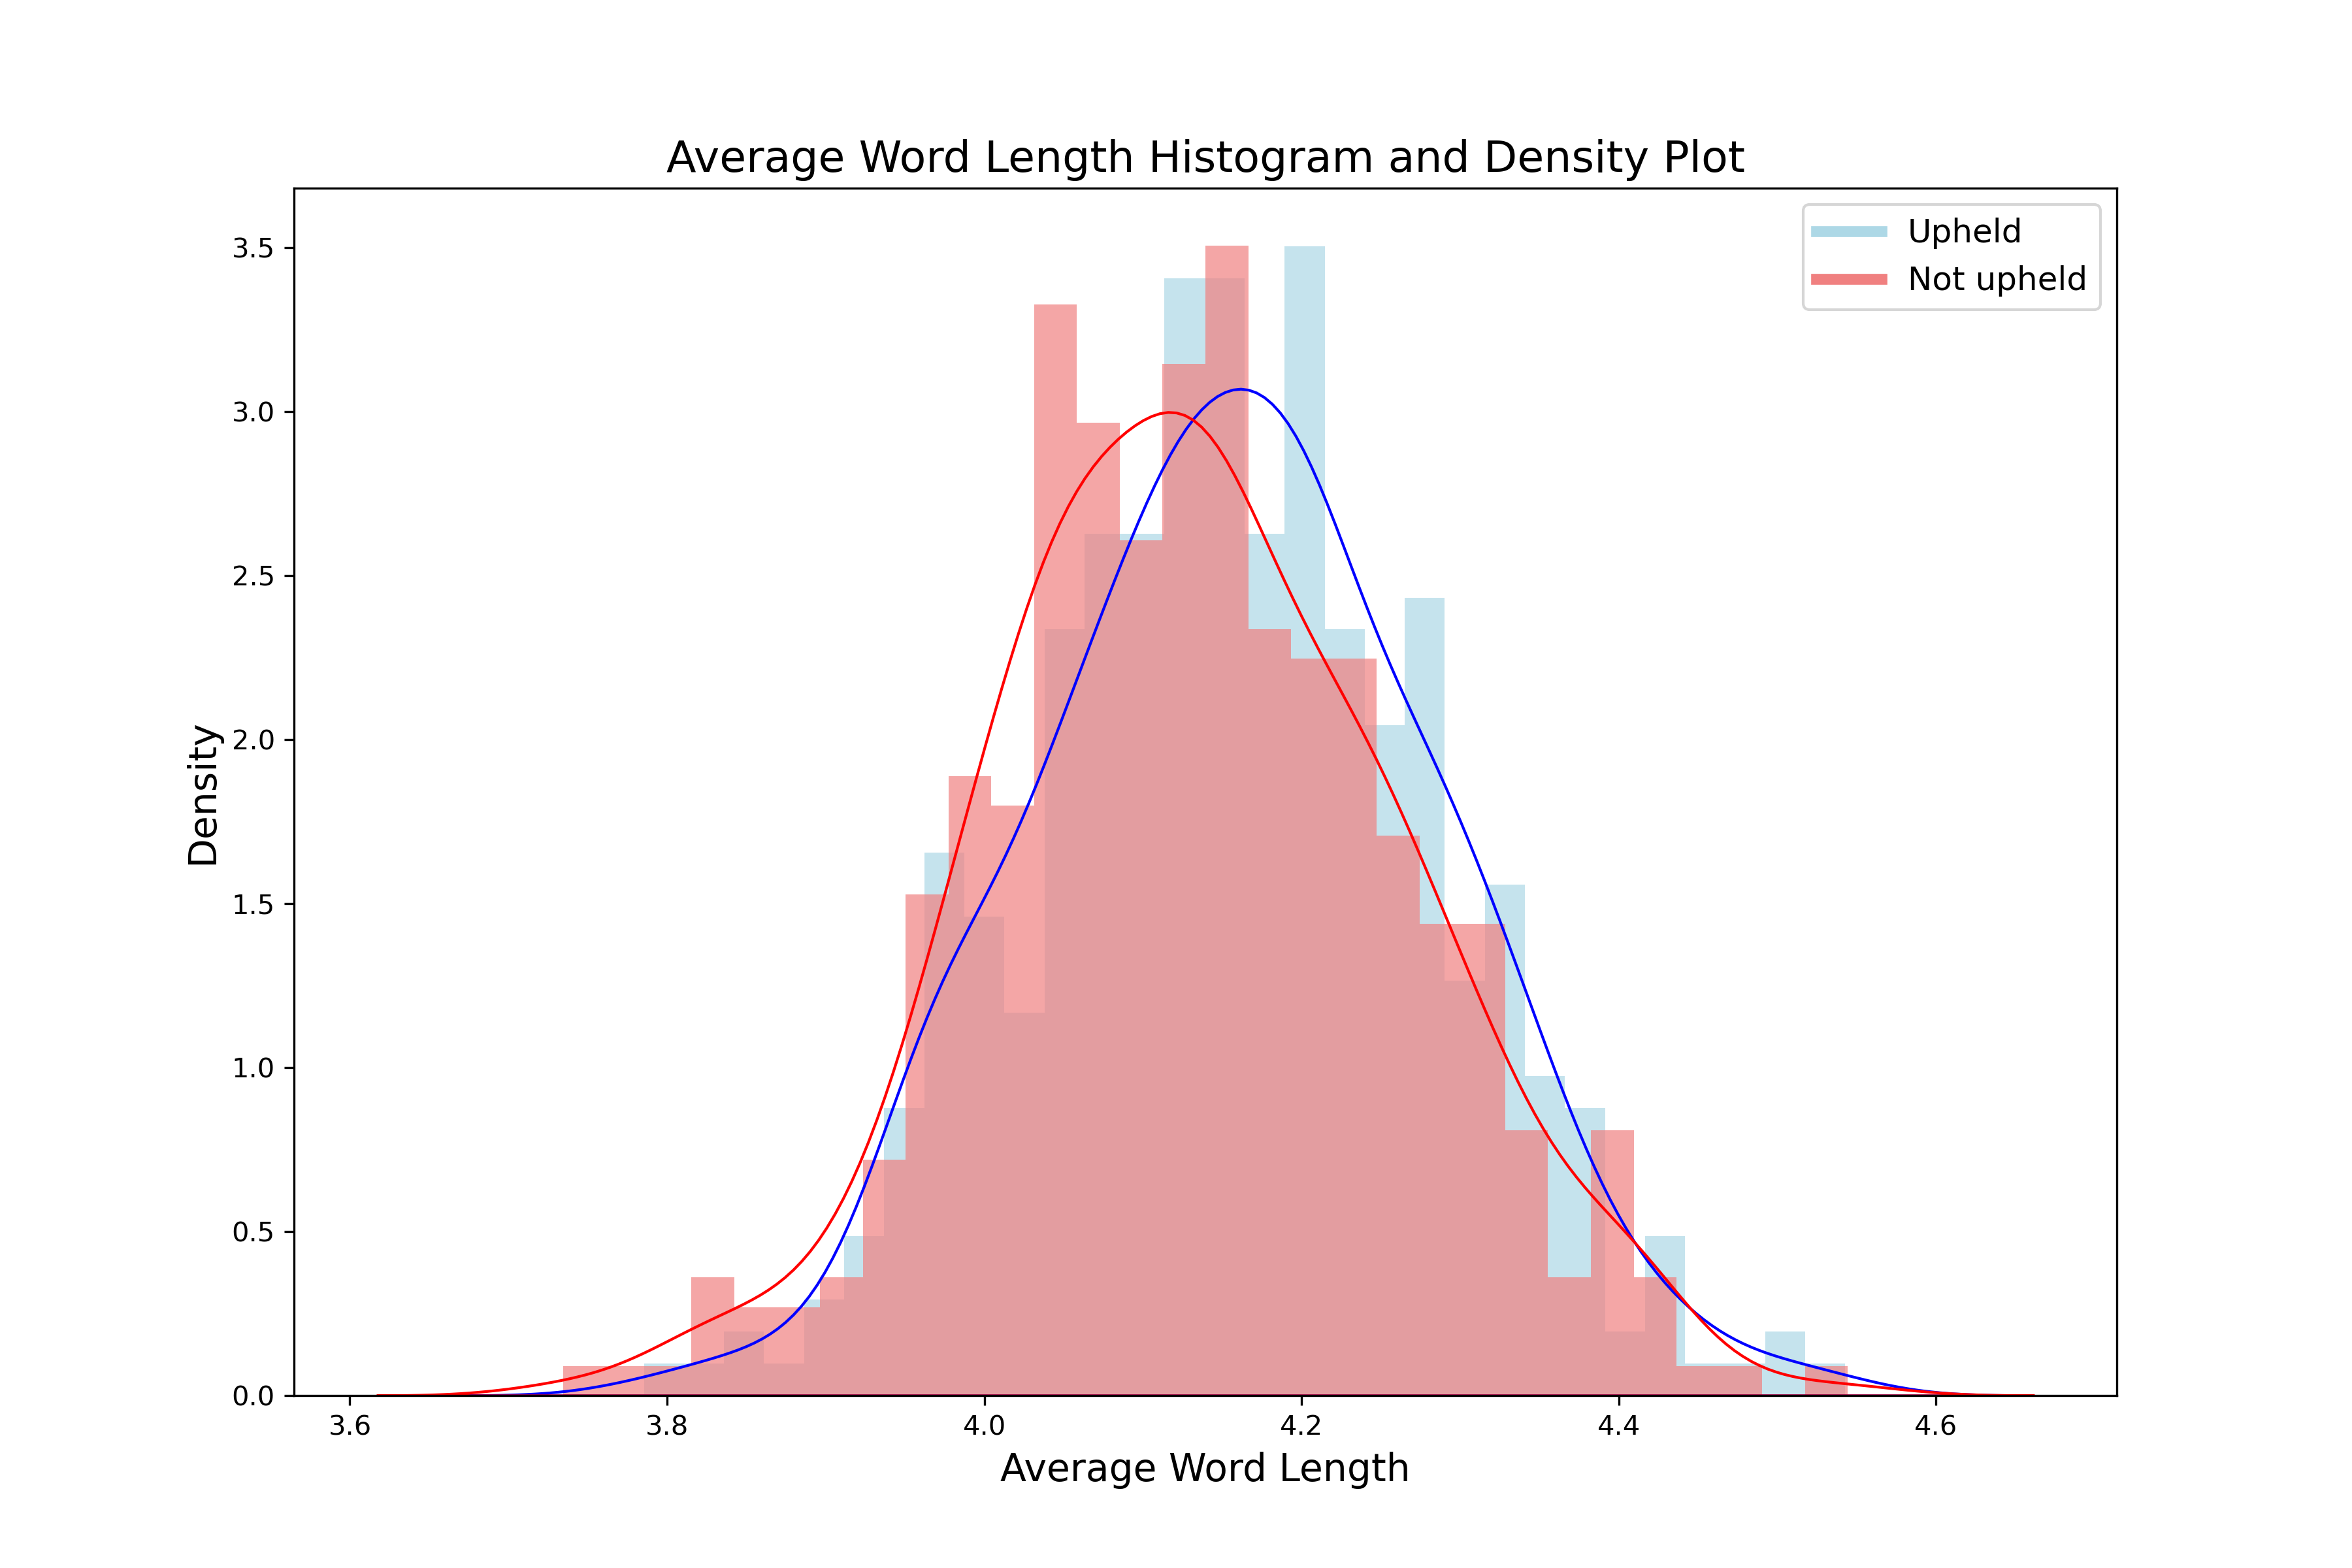 Average Word Length Histogram and Density Plot
Upheld
Not upheld
Density
3.5
3.0
2.5
2.0
1.5
1.0
0.5
0.0
3.6 3.8 4.0 4.2 4.4 4.6
Average Word Length